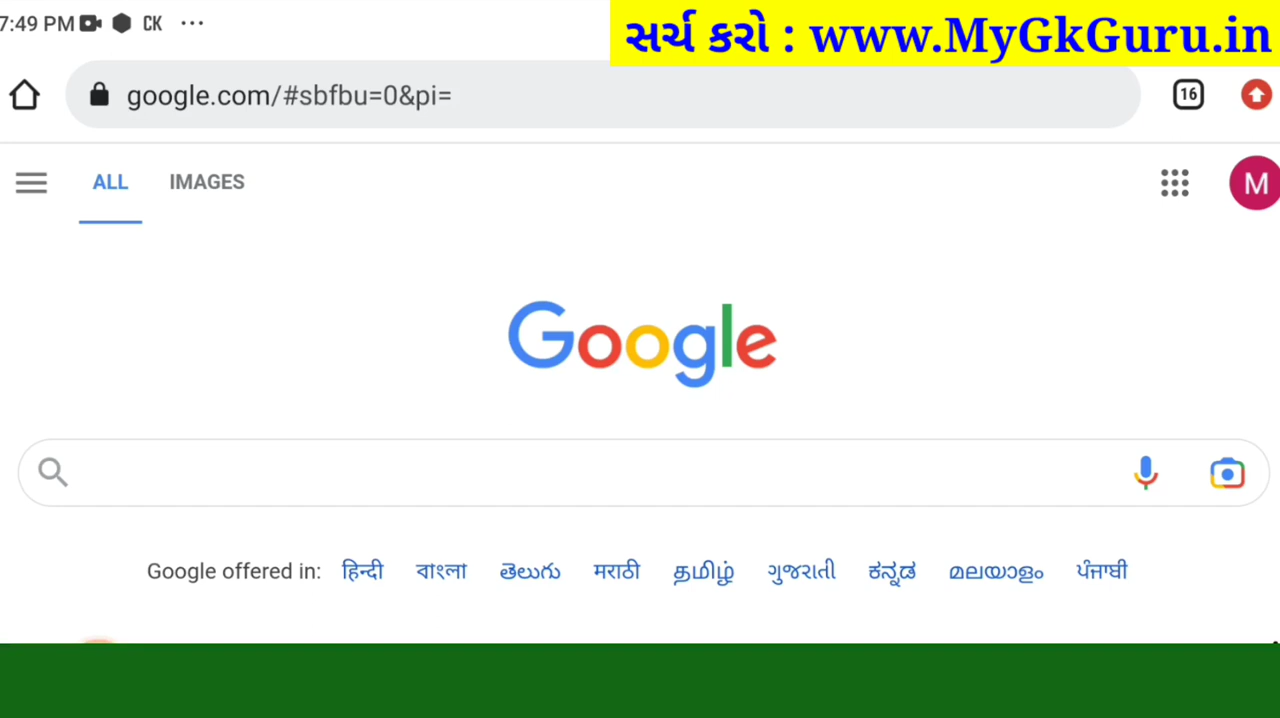 7:49 PM CK ...
સર્ચ કરો : www.MyGkGuru.in
google.com/#sbfbu=0&pi=
16
ALL IMAGES
M
Google
Google offered in: हिन्दी বাংলা తెలుగు मराठी தமிழ் ગુજરાતી ಕನ್ನಡ മലയാളം ਪੰਜਾਬੀ